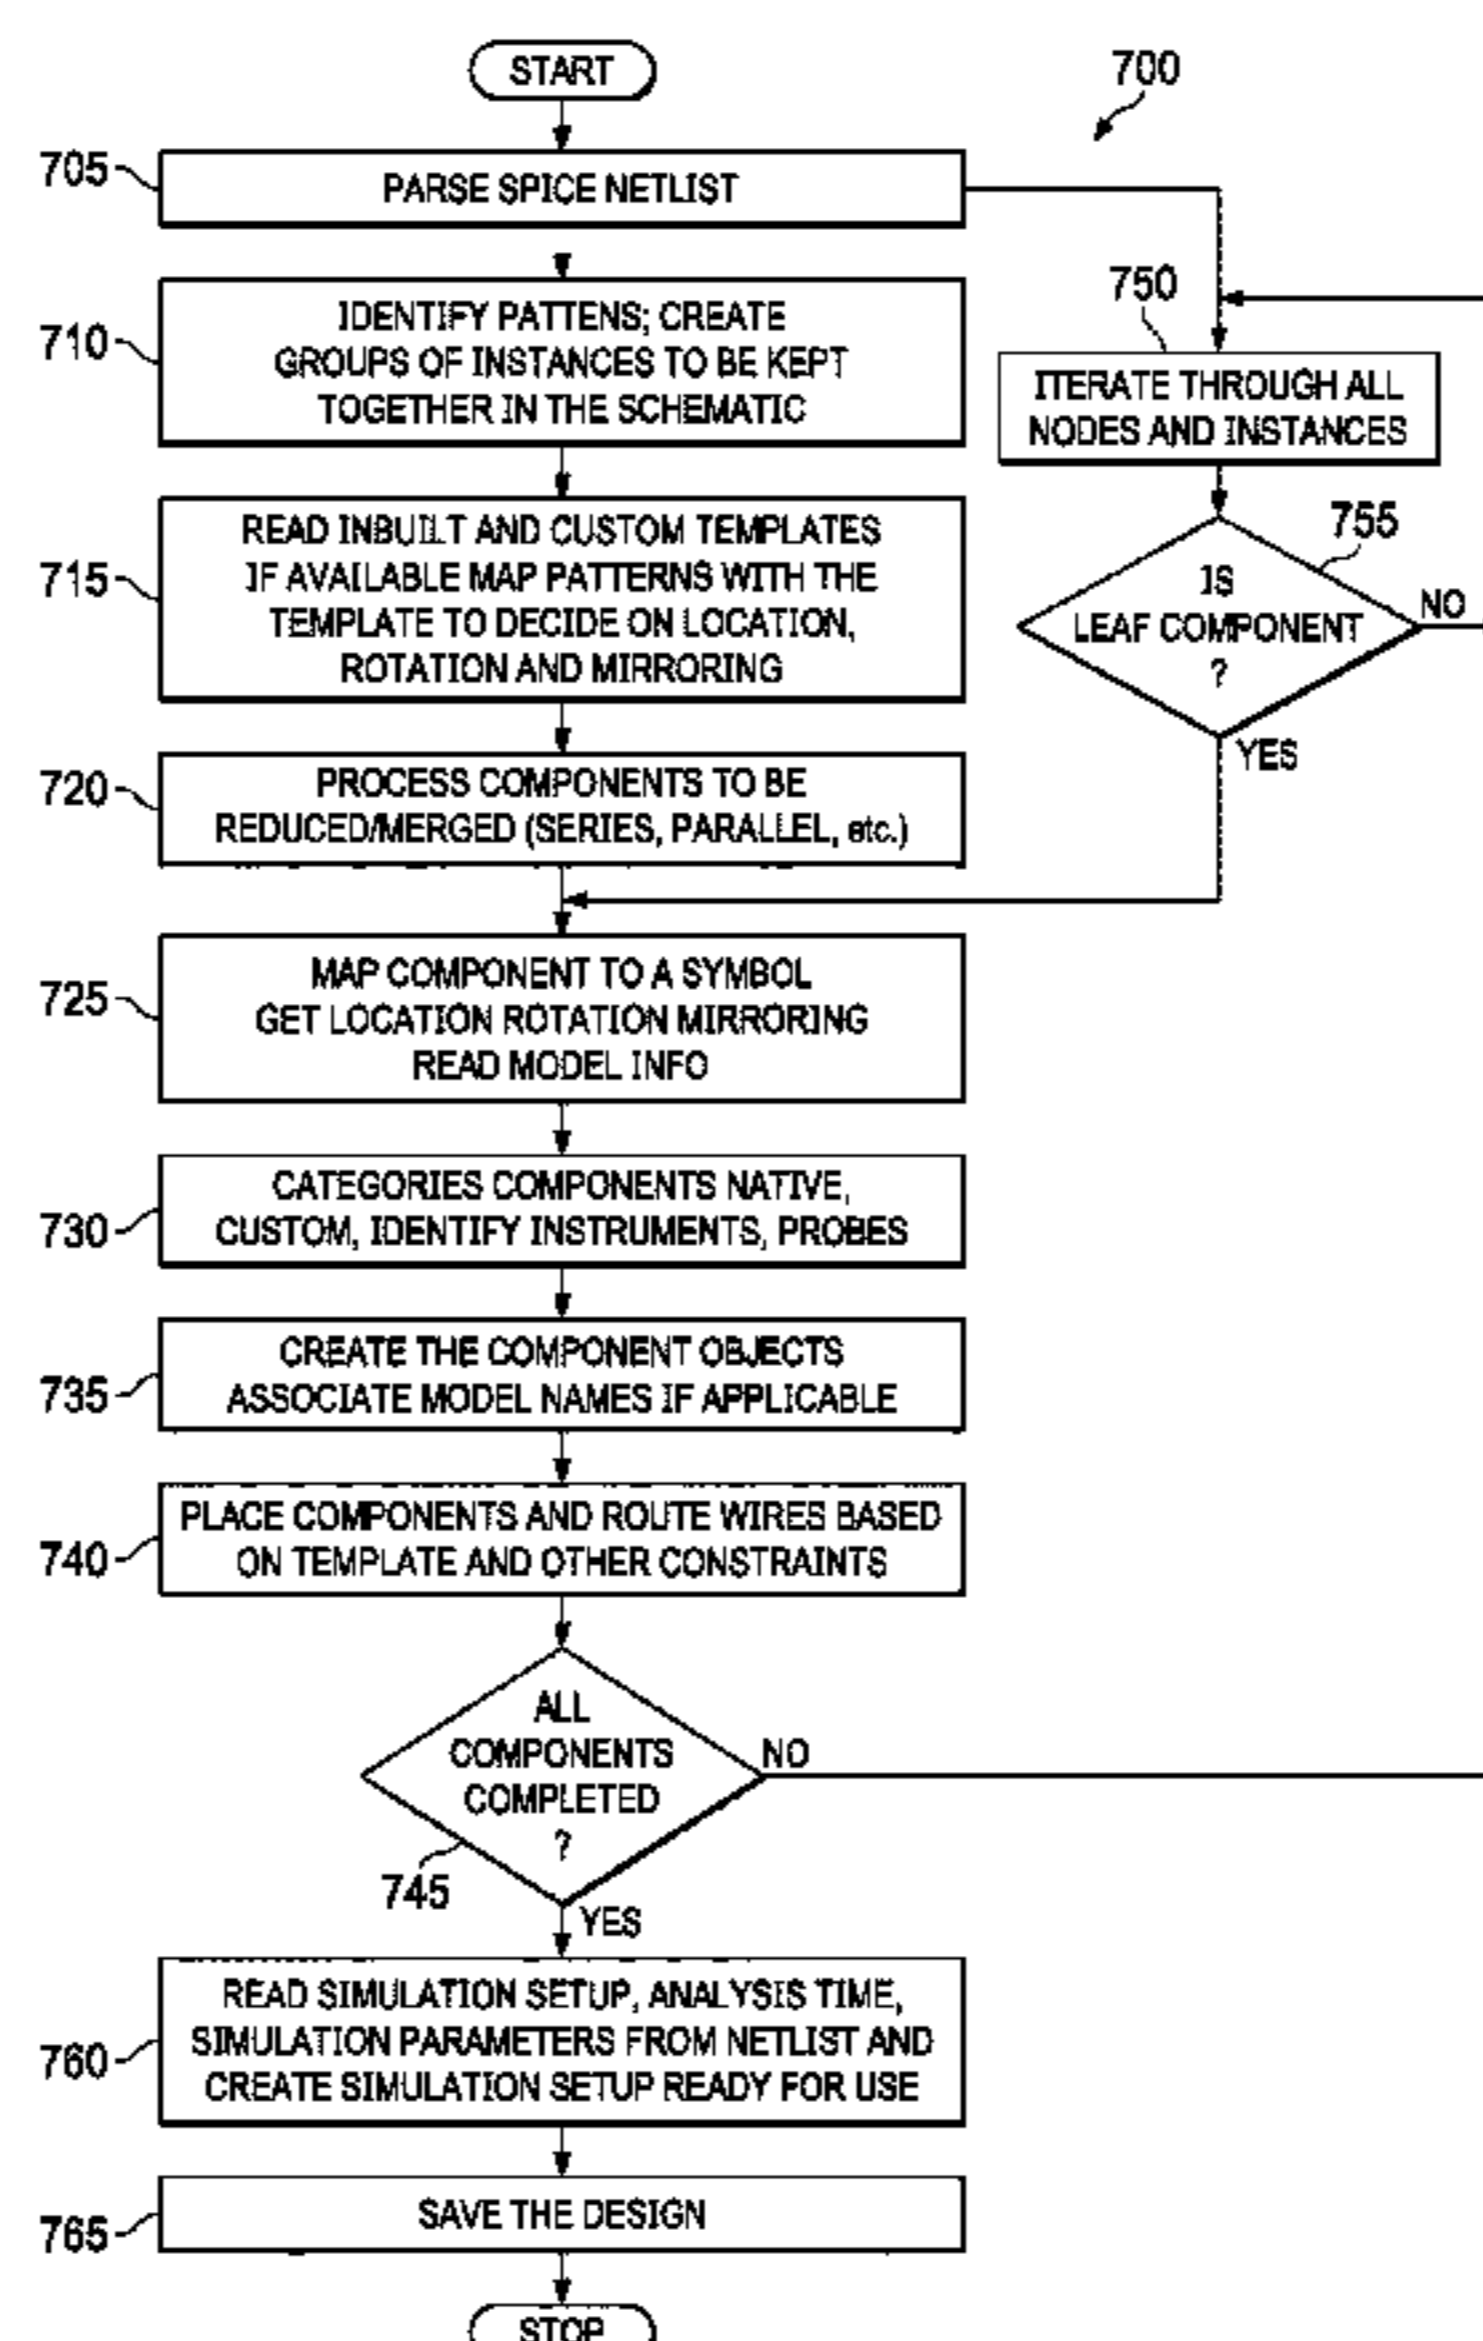 START
700
705
PARSE SPICE NETLIST
710
IDENTIFY PATTENS; CREATE
GROUPS OF INSTANCES TO BE KEPT
TOGETHER IN THE SCHEMATIC
750
ITERATE THROUGH ALL
NODES AND INSTANCES
715
READ INBUILT AND CUSTOM TEMPLATES
IF AVAILABLE MAP PATTERNS WITH THE
TEMPLATE TO DECIDE ON LOCATION,
ROTATION AND MIRRORING
755
IS
LEAF COMPONENT
?
NO
YES
720
PROCESS COMPONENTS TO BE
REDUCED/MERGED (SERIES, PARALLEL, etc.)
725
MAP COMPONENT TO A SYMBOL
GET LOCATION ROTATION MIRRORING
READ MODEL INFO
730
CATEGORIES COMPONENTS NATIVE,
CUSTOM, IDENTIFY INSTRUMENTS, PROBES
735
CREATE THE COMPONENT OBJECTS
ASSOCIATE MODEL NAMES IF APPLICABLE
740
PLACE COMPONENTS AND ROUTE WIRES BASED
ON TEMPLATE AND OTHER CONSTRAINTS
ALL
COMPONENTS
COMPLETED
?
NO
745
YES
760
READ SIMULATION SETUP, ANALYSIS TIME,
SIMULATION PARAMETERS FROM NETLIST AND
CREATE SIMULATION SETUP READY FOR USE
765
SAVE THE DESIGN
STOP